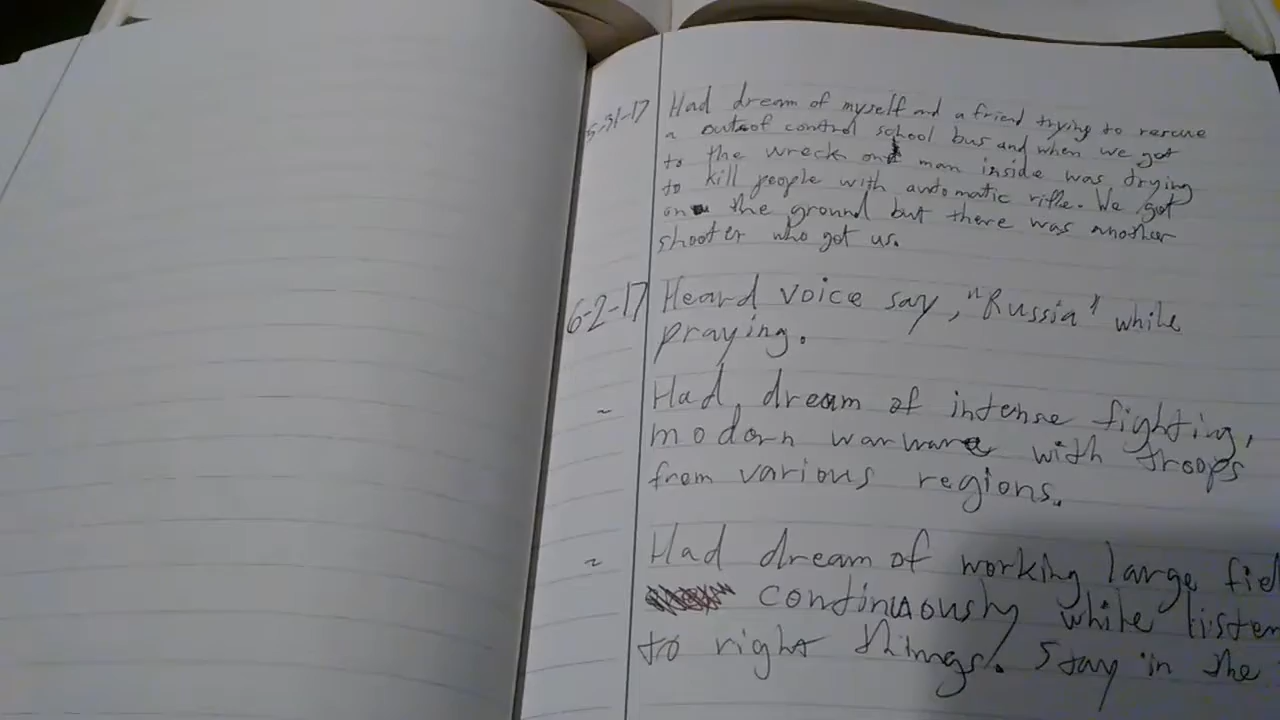 5-31-17 Had dream of myself and a friend trying to rescue
a out of control school bus and when we got
to the wreck one man inside was trying
to kill people with automatic rifle. We got
on the ground but there was another
shooter who got us.
6-2-17 Heard voice say, "Russia" while
praying.
~ Had dream of intense fighting,
modorn warware with troops
from various regions.
~ Had dream of working large fiel
continuously while listen
to right things. Stay in the